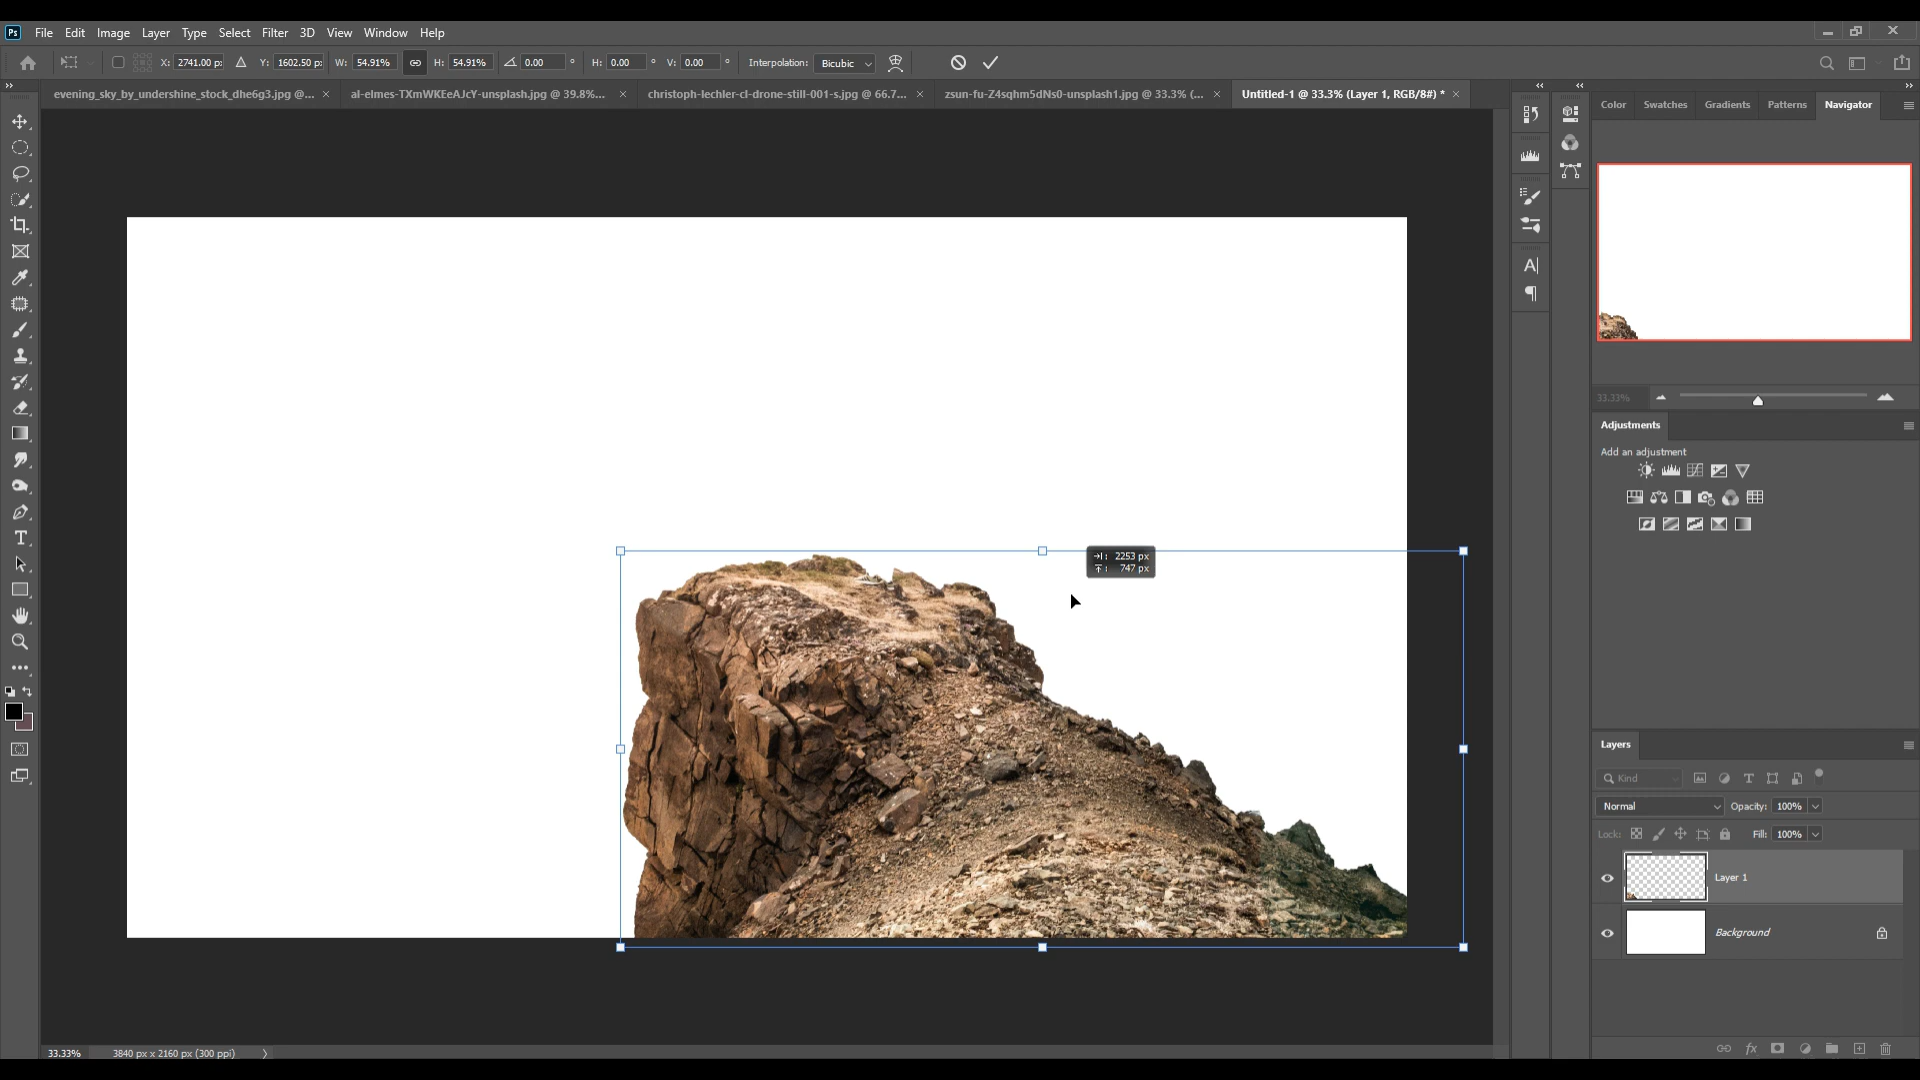 Ps File Edit Image Layer Type Select Filter 3D View Window Help
X: 2741.00 p Y: 1602.50 p W: 54.91% H: 54.91% 0.00 ° H: 0.00 ° V: 0.00 ° Interpolation: Bicubic
evening_sky_by_undershine_stock_dhe6g3.jpg @... × al-elmes-TXmWKEeAJcY-unsplash.jpg @ 39.8%... × christoph-lechler-cl-drone-still-001-s.jpg @ 66.7... × zsun-fu-Z4sqhm5dNs0-unsplash1.jpg @ 33.3% (... × Untitled-1 @ 33.3% (Layer 1, RGB/8#) * ×
Color Swatches Gradients Patterns Navigator
33.33%
Adjustments
Add an adjustment
2253 px
747 px
Layers
Kind
Normal Opacity: 100%
Lock: Fill: 100%
Layer 1
Background
33.33% 3840 px x 2160 px (300 ppi)